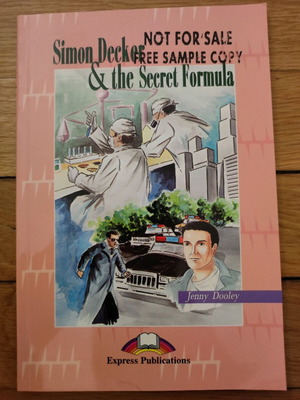 NOT FOR SALE
FREE SAMPLE COPY
Simon Decker
& the Secret Formula
Jenny Dooley
Express Publications